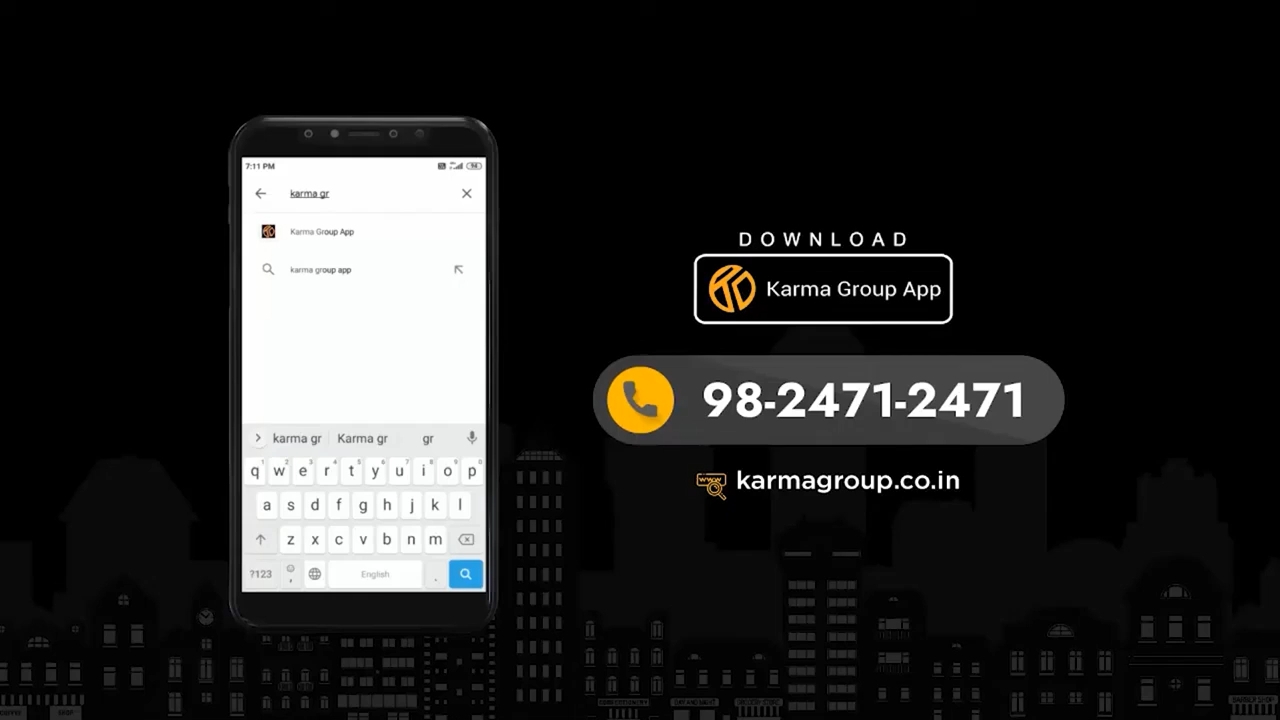 7:11 PM
karma gr
Karma Group App
karma group app
karma gr Karma gr gr
q w e r t y u i o p
a s d f g h j k l
z x c v b n m
?123 , English .
DOWNLOAD
Karma Group App
98-2471-2471
www
karmagroup.co.in